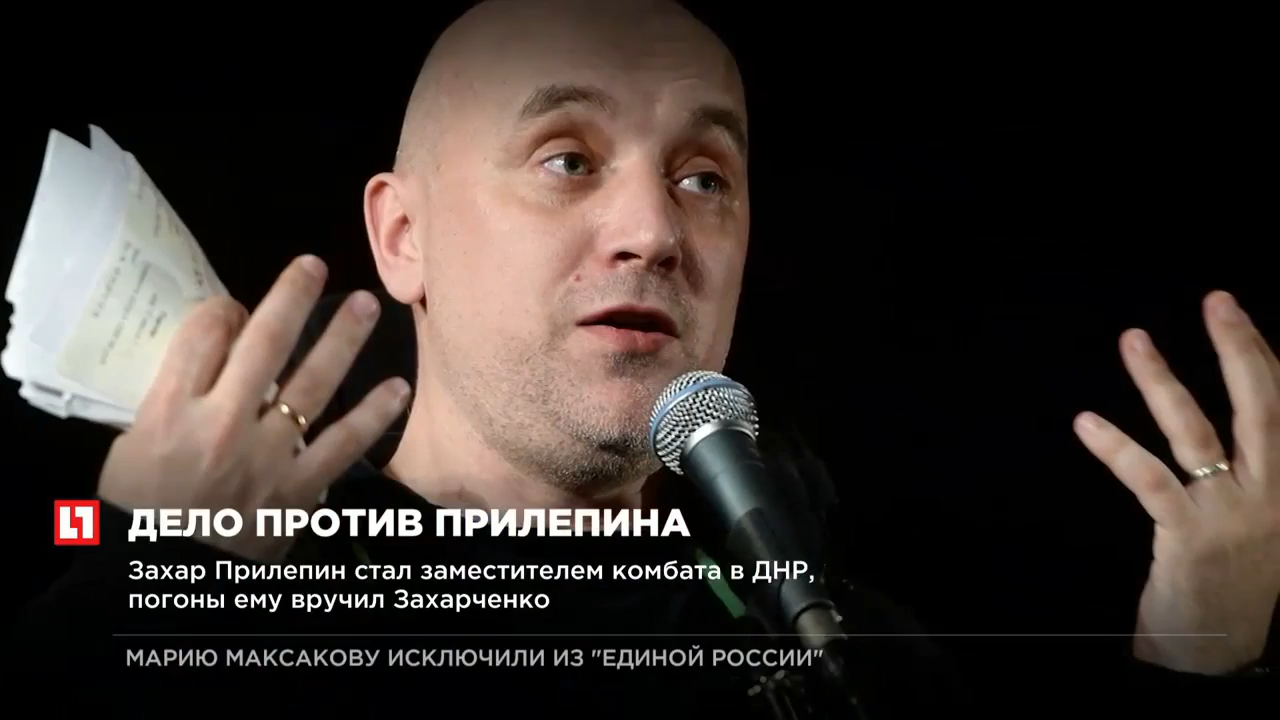 ДЕЛО ПРОТИВ ПРИЛЕПИНА
Захар Прилепин стал заместителем комбата в ДНР,
погоны ему вручил Захарченко
МАРИЮ МАКСАКОВУ ИСКЛЮЧИЛИ ИЗ "ЕДИНОЙ РОССИИ"